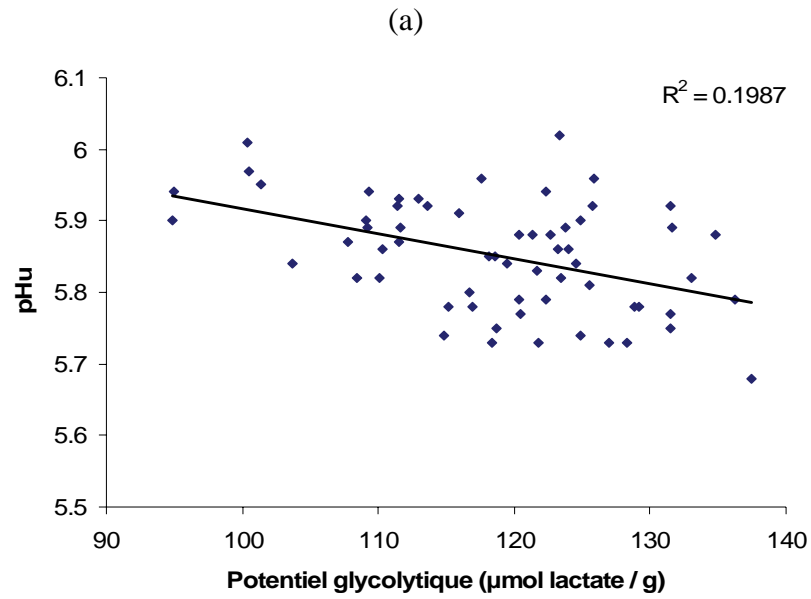 (a)
R² = 0.1987
pHu
6.1
6
5.9
5.8
5.7
5.6
5.5
90 100 110 120 130 140
Potentiel glycolytique (µmol lactate / g)